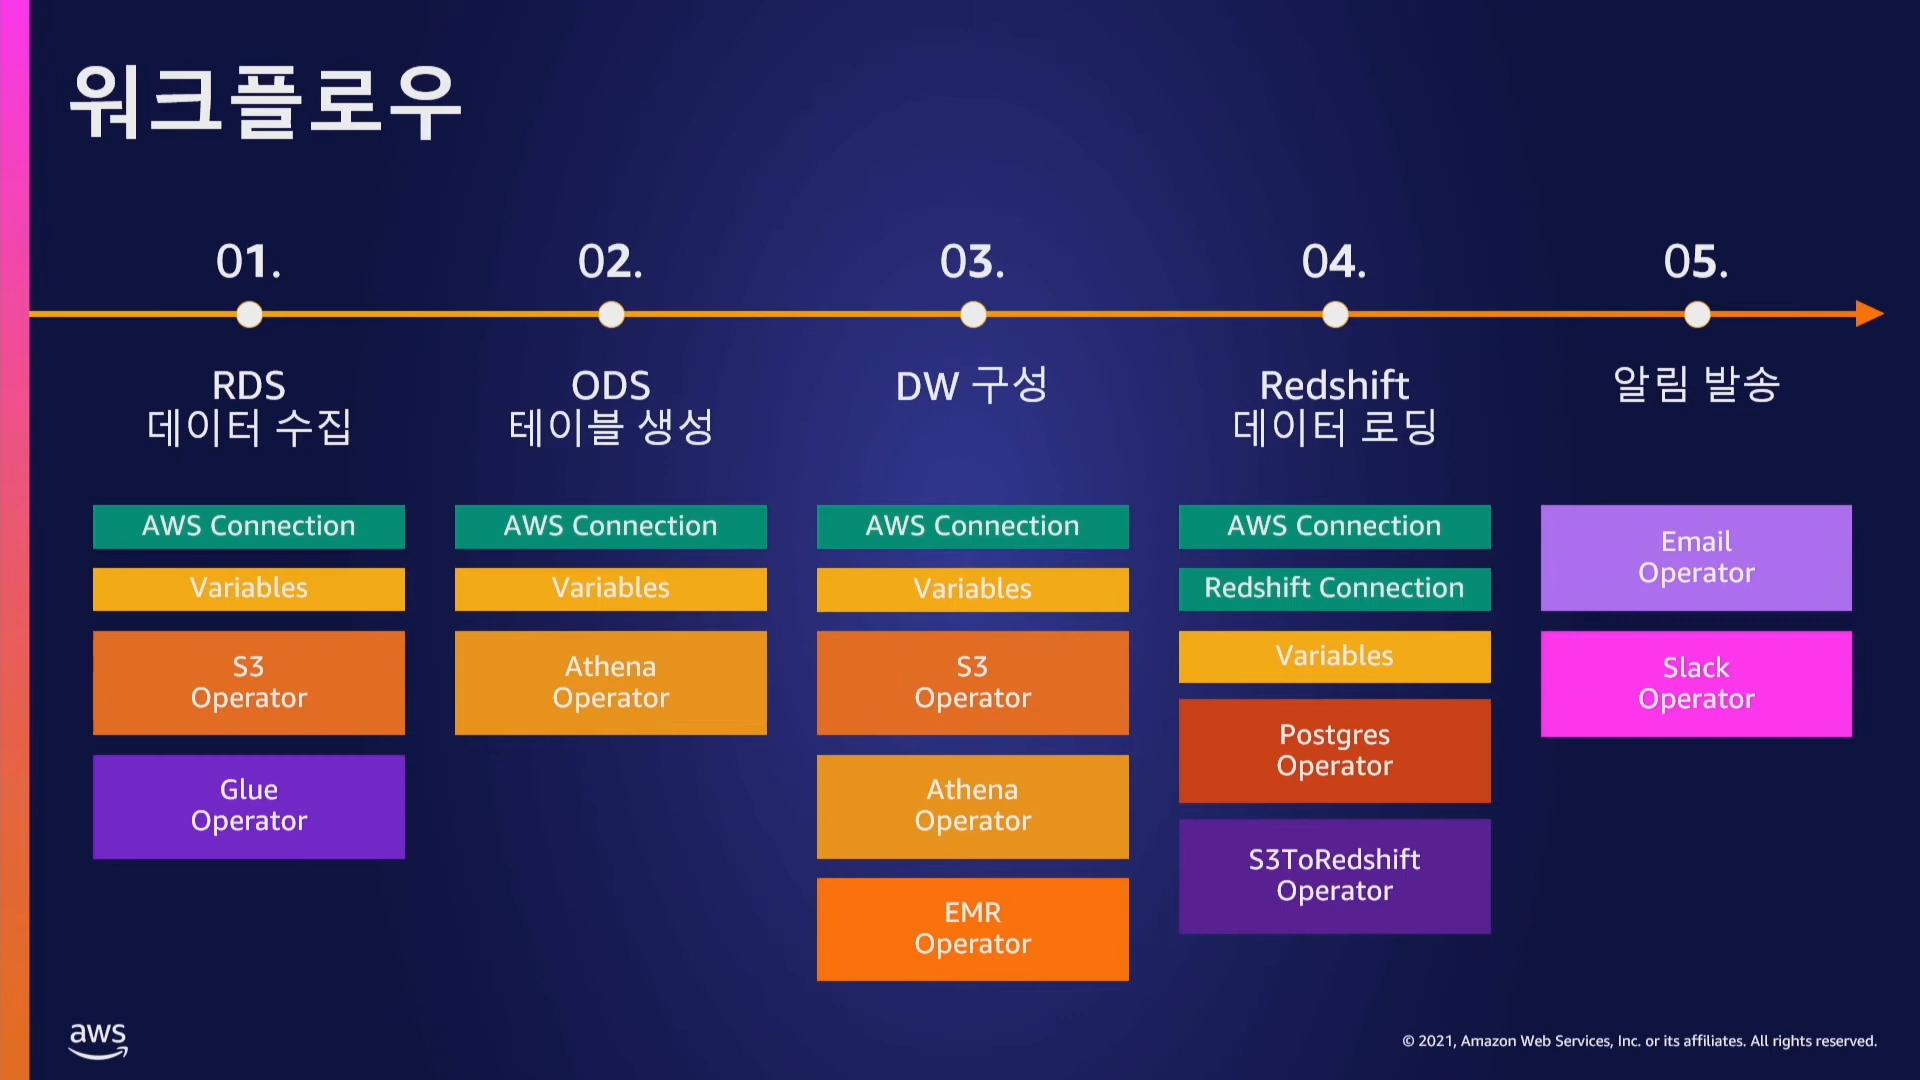 워크플로우
01.
02.
03.
04.
05.
RDS
데이터 수집
ODS
테이블 생성
DW 구성
Redshift
데이터 로딩
알림 발송
AWS Connection
Variables
S3
Operator
Glue
Operator
AWS Connection
Variables
Athena
Operator
AWS Connection
Variables
S3
Operator
Athena
Operator
EMR
Operator
AWS Connection
Redshift Connection
Variables
Postgres
Operator
S3ToRedshift
Operator
Email
Operator
Slack
Operator
aws
© 2021, Amazon Web Services, Inc. or its affiliates. All rights reserved.